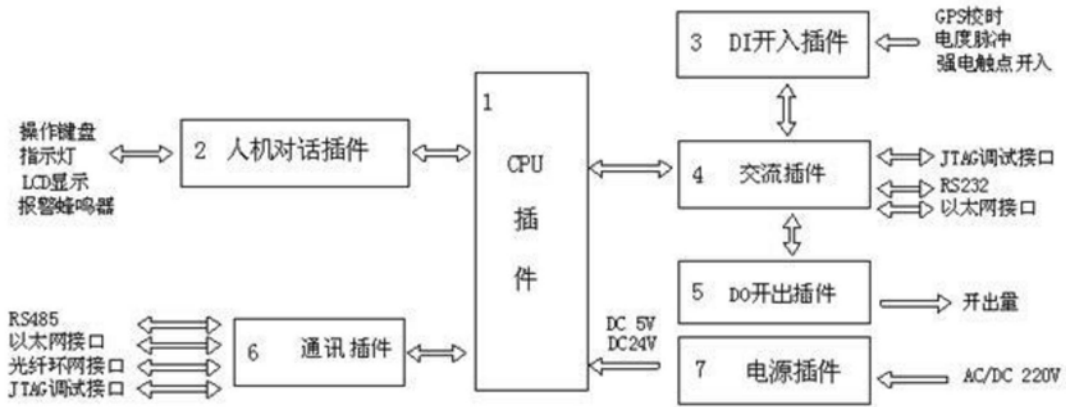 GPS校时
电度脉冲
强电触点开入
3 DI开入插件
1
CPU
插
件
操作键盘
指示灯
LCD显示
报警蜂鸣器
2 人机对话插件
4 交流插件
JTAG调试接口
RS232
以太网接口
5 DO开出插件
开出量
RS485
以太网接口
光纤环网接口
JTAG调试接口
6 通讯插件
DC 5V
DC24V
7 电源插件
AC/DC 220V